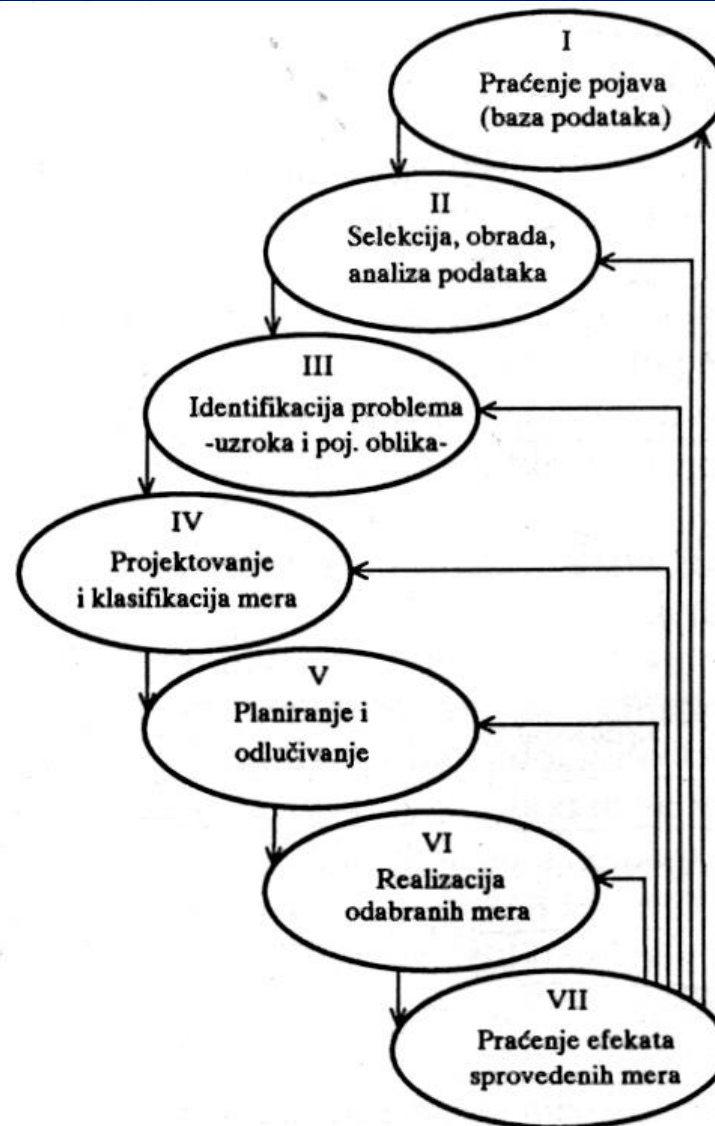 I
Praćenje pojava
(baza podataka)
II
Selekcija, obrada,
analiza podataka
III
Identifikacija problema
-uzroka i poj. oblika-
IV
Projektovanje
i klasifikacija mera
V
Planiranje i
odlučivanje
VI
Realizacija
odabranih mera
VII
Praćenje efekata
sprovedenih mera